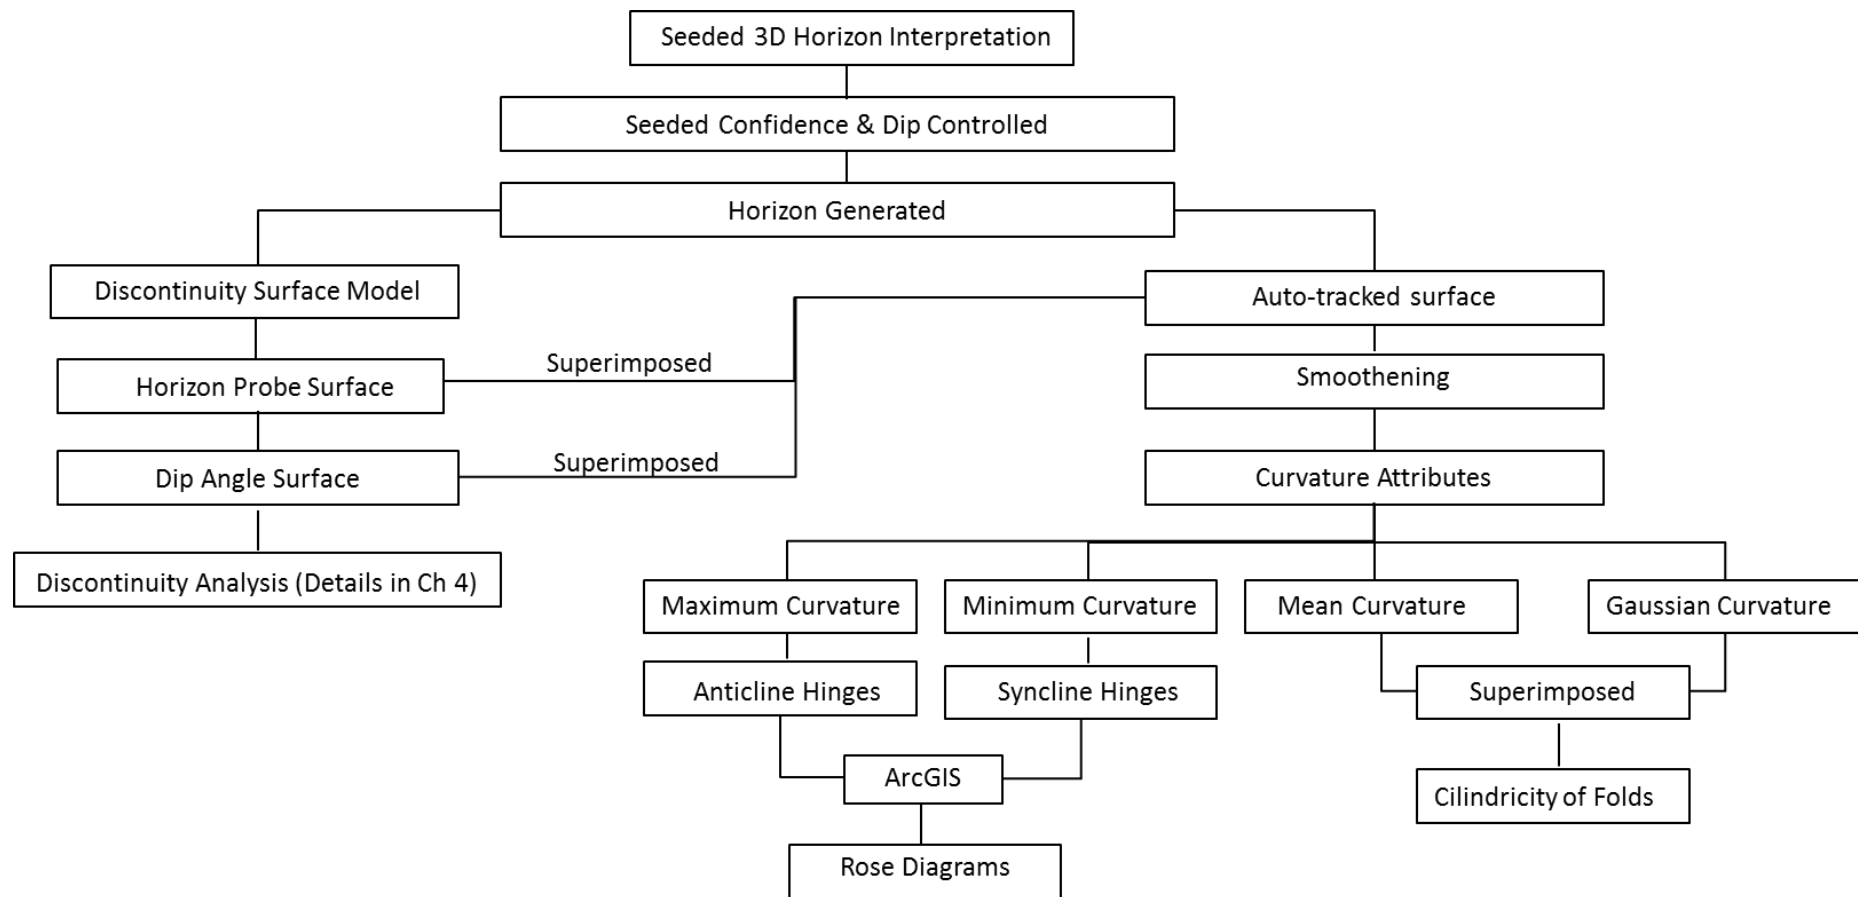 Seeded 3D Horizon Interpretation
Seeded Confidence & Dip Controlled
Horizon Generated
Discontinuity Surface Model
Auto-tracked surface
Superimposed
Horizon Probe Surface
Smoothening
Superimposed
Dip Angle Surface
Curvature Attributes
Discontinuity Analysis (Details in Ch 4)
Maximum Curvature
Minimum Curvature
Mean Curvature
Gaussian Curvature
Anticline Hinges
Syncline Hinges
Superimposed
ArcGIS
Cilindricity of Folds
Rose Diagrams